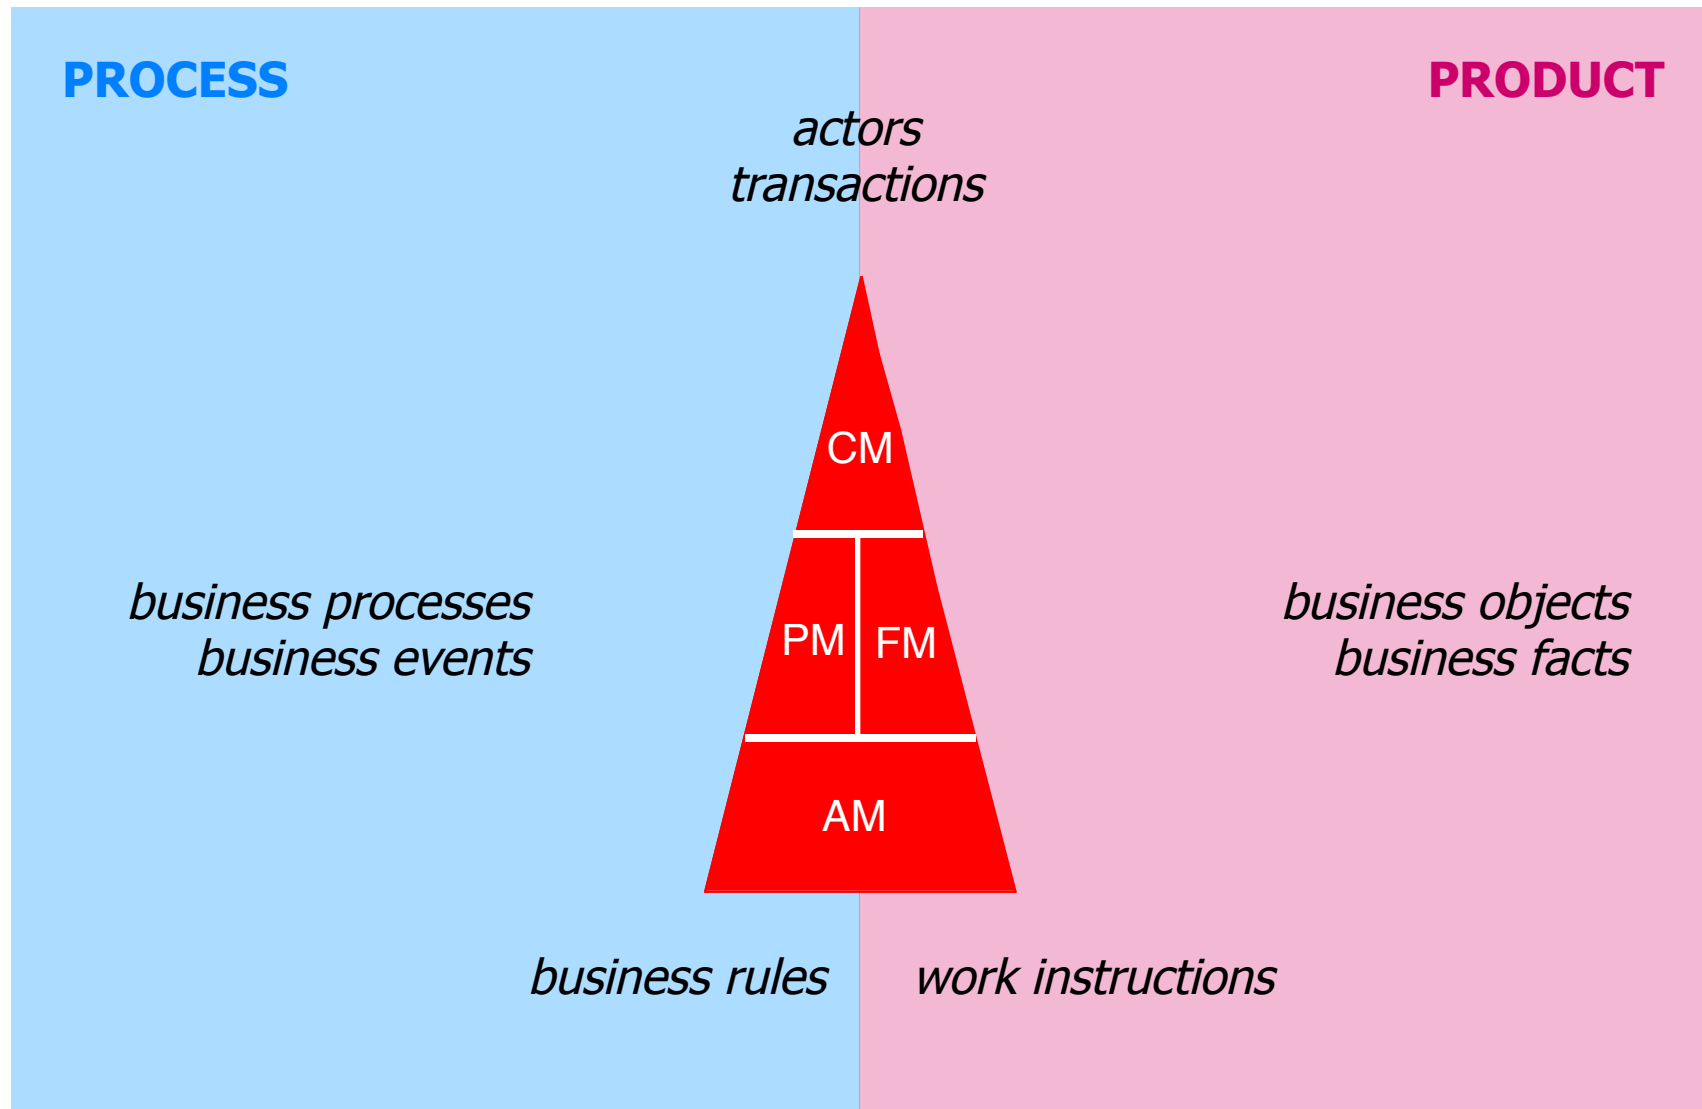 PROCESS
PRODUCT
actors
transactions
CM
business processes
business events
PM
FM
business objects
business facts
AM
business rules
work instructions